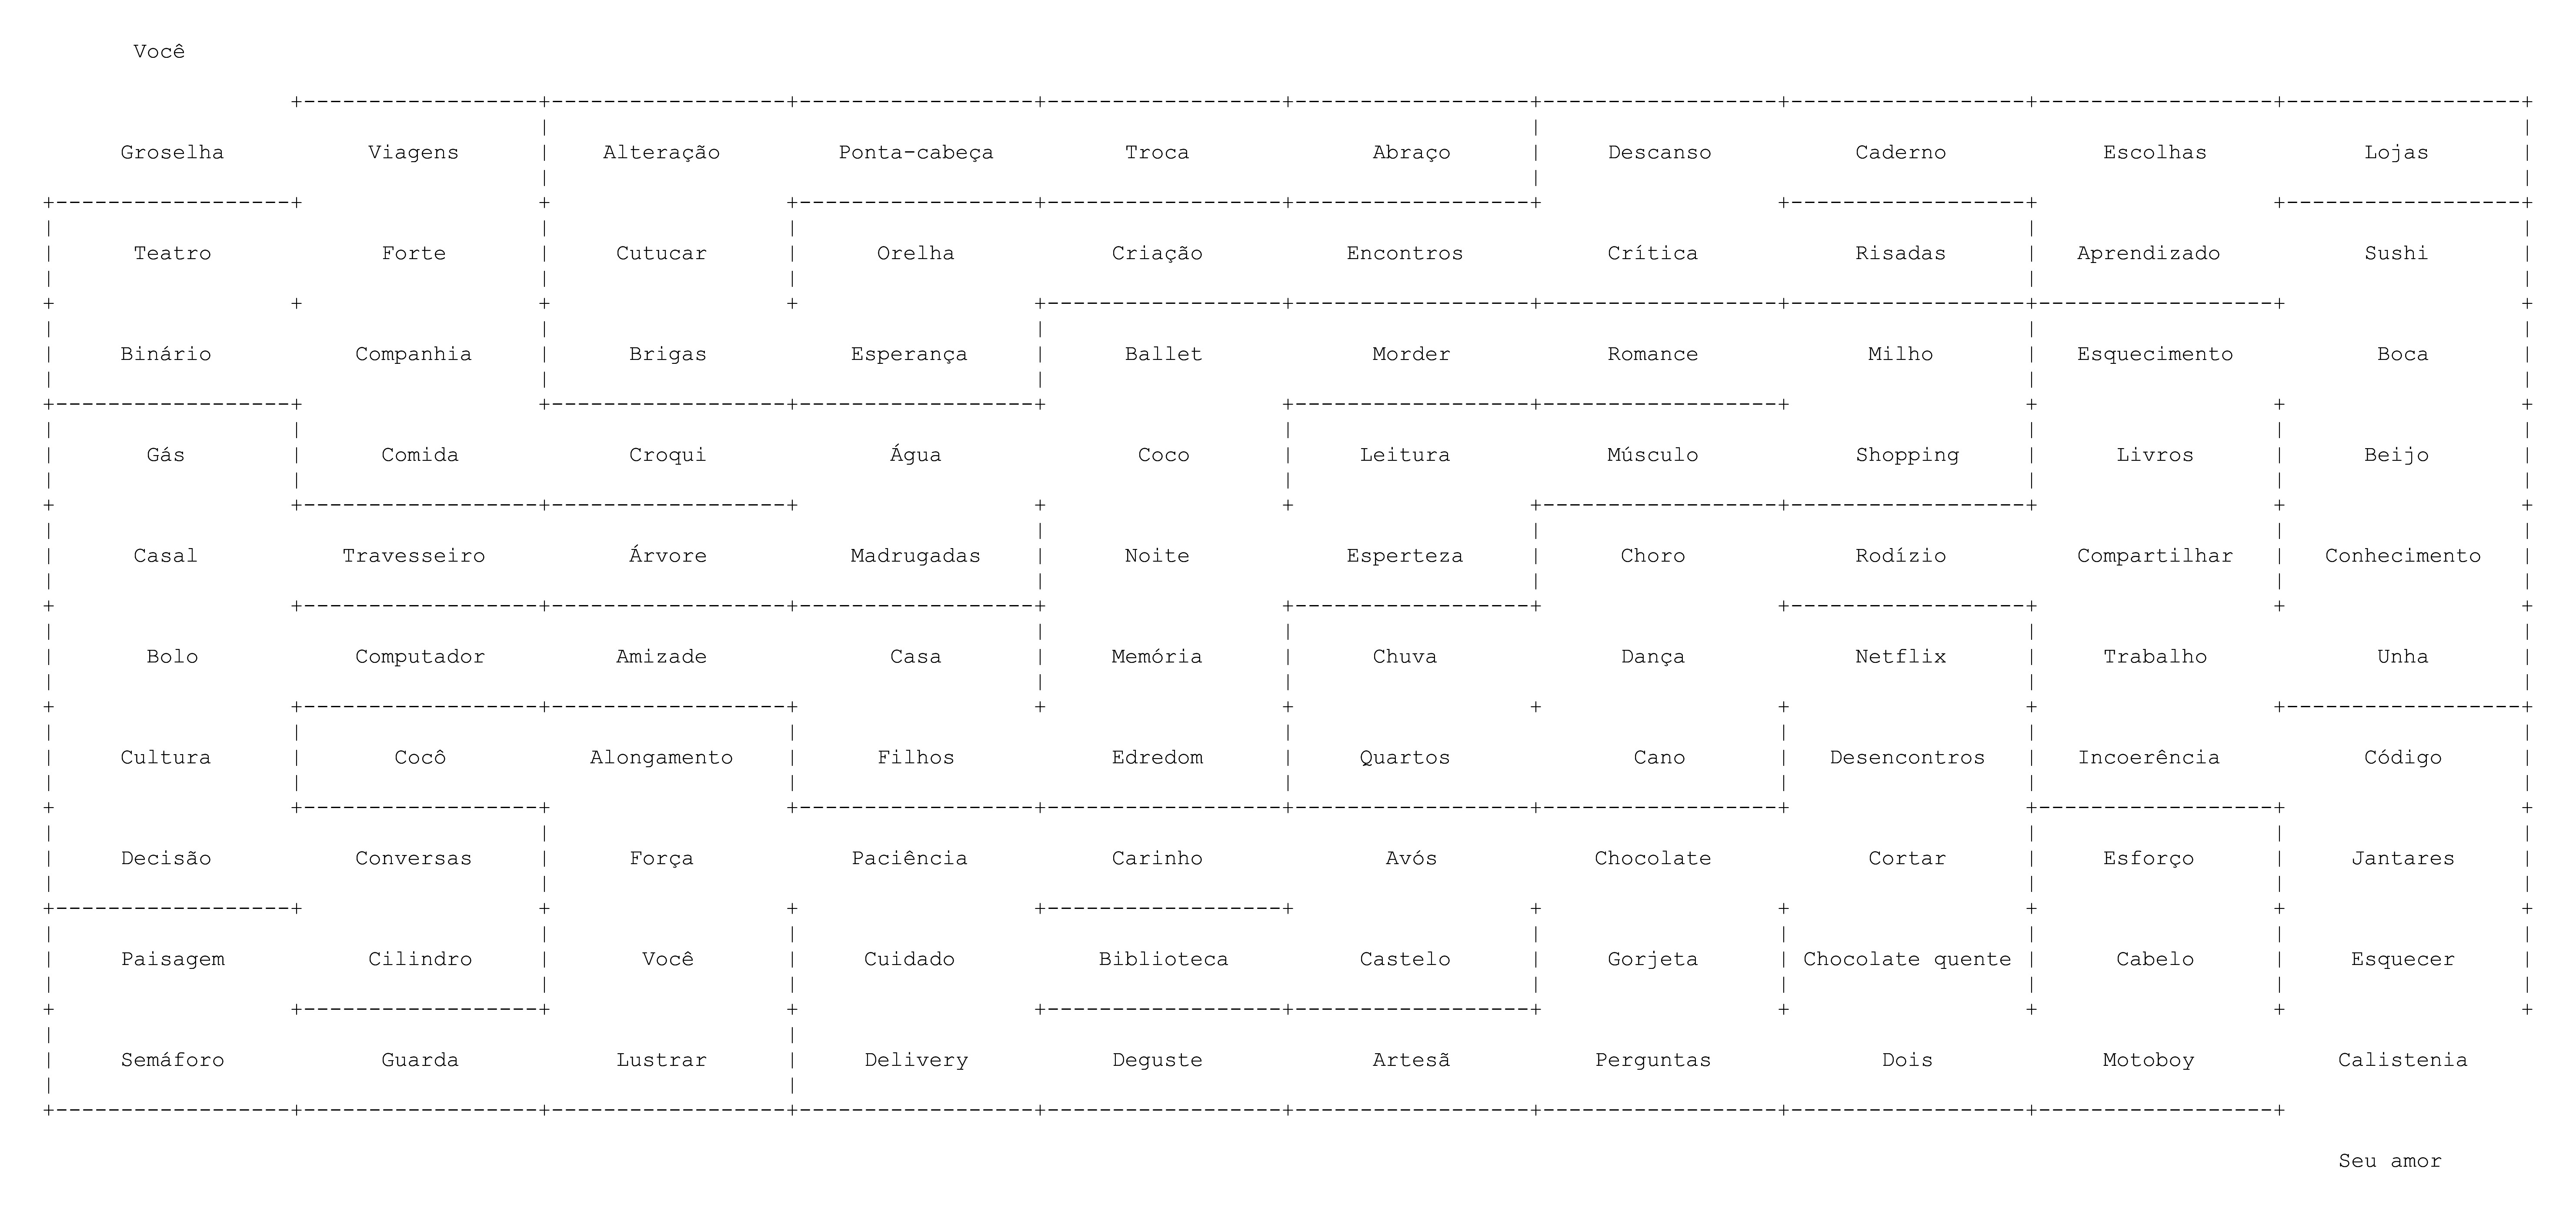 Você
Groselha Viagens Alteração Ponta-cabeça Troca Abraço Descanso Caderno Escolhas Lojas
Teatro Forte Cutucar Orelha Criação Encontros Crítica Risadas Aprendizado Sushi
Binário Companhia Brigas Esperança Ballet Morder Romance Milho Esquecimento Boca
Gás Comida Croqui Água Coco Leitura Músculo Shopping Livros Beijo
Casal Travesseiro Árvore Madrugadas Noite Esperteza Choro Rodízio Compartilhar Conhecimento
Bolo Computador Amizade Casa Memória Chuva Dança Netflix Trabalho Unha
Cultura Cocô Alongamento Filhos Edredom Quartos Cano Desencontros Incoerência Código
Decisão Conversas Força Paciência Carinho Avós Chocolate Cortar Esforço Jantares
Paisagem Cilindro Você Cuidado Biblioteca Castelo Gorjeta Chocolate quente Cabelo Esquecer
Semáforo Guarda Lustrar Delivery Deguste Artesã Perguntas Dois Motoboy Calistenia
Seu amor